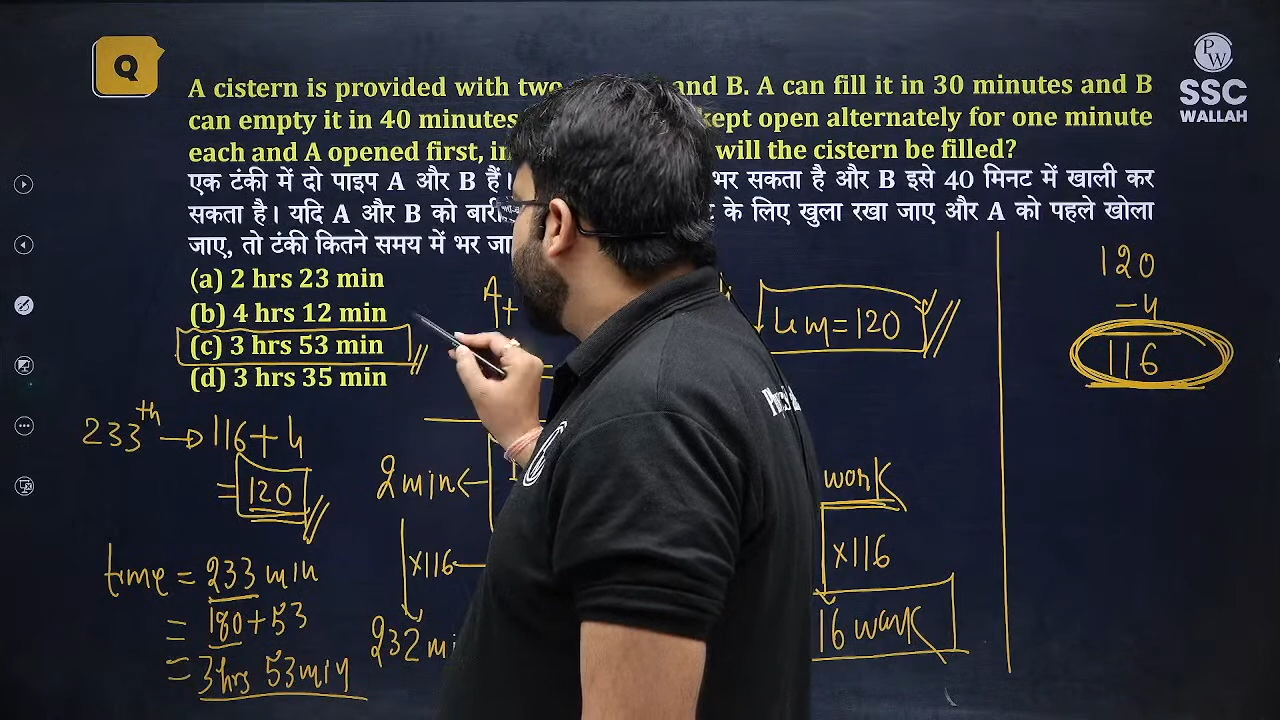 Q
PW
SSC
WALLAH
A cistern is provided with two and B. A can fill it in 30 minutes and B
can empty it in 40 minutes kept open alternately for one minute
each and A opened first, in will the cistern be filled?
एक टंकी में दो पाइप A और B हैं। भर सकता है और B इसे 40 मिनट में खाली कर
सकता है। यदि A और B को के लिए खुला रखा जाए और A को पहले खोला
जाए, तो टंकी कितने समय में भर
(a) 2 hrs 23 min
(b) 4 hrs 12 min
(c) 3 hrs 53 min
(d) 3 hrs 35 min
A+
Lcm=120
120
-4
116
233th → 116+4
= 120
2min ←
work
×116
×116
232
16 work
time = 233 min
= 180+53
= 3hrs 53min